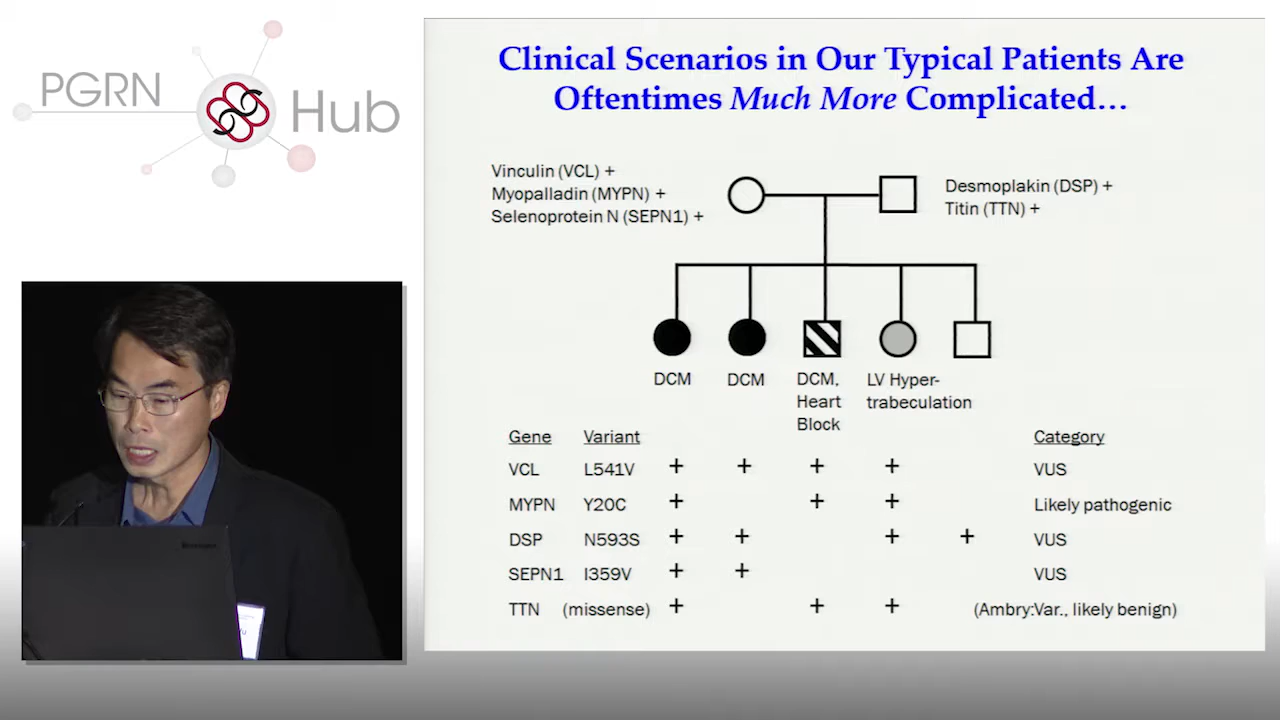 PGRN
Hub
Clinical Scenarios in Our Typical Patients Are
Oftentimes Much More Complicated…
Vinculin (VCL) +
Myopalladin (MYPN) +
Selenoprotein N (SEPN1) +
Desmoplakin (DSP) +
Titin (TTN) +
DCM
DCM
DCM,
Heart
Block
LV Hyper-
trabeculation
Gene Variant Category
VCL L541V + + + + VUS
MYPN Y20C + + + Likely pathogenic
DSP N593S + + + + VUS
SEPN1 I359V + + VUS
TTN (missense) + + + (Ambry:Var., likely benign)